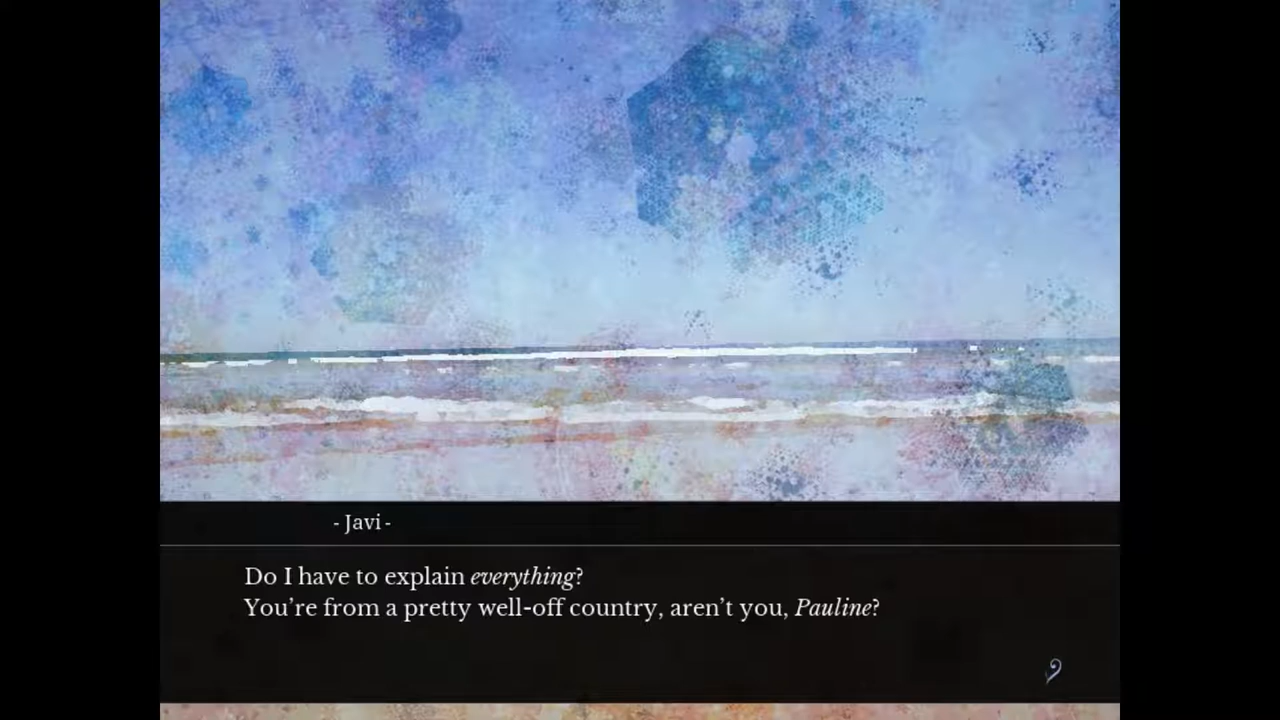 - Javi -
Do I have to explain everything?
You’re from a pretty well-off country, aren’t you, Pauline?